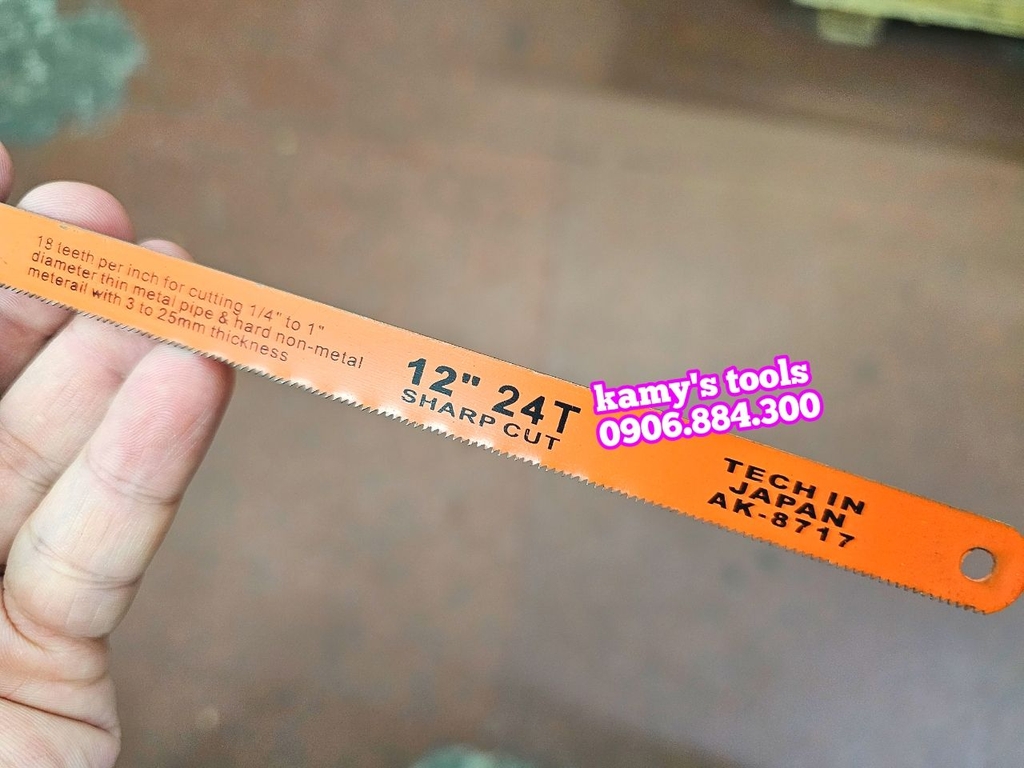 18 teeth per inch for cutting 1/4" to 1"
diameter thin metal pipe & hard non-metal
meterail with 3 to 25mm thickness
12" 24T
SHARP CUT
kamy's tools
0906.884.300
TECH IN
JAPAN
AK-8717